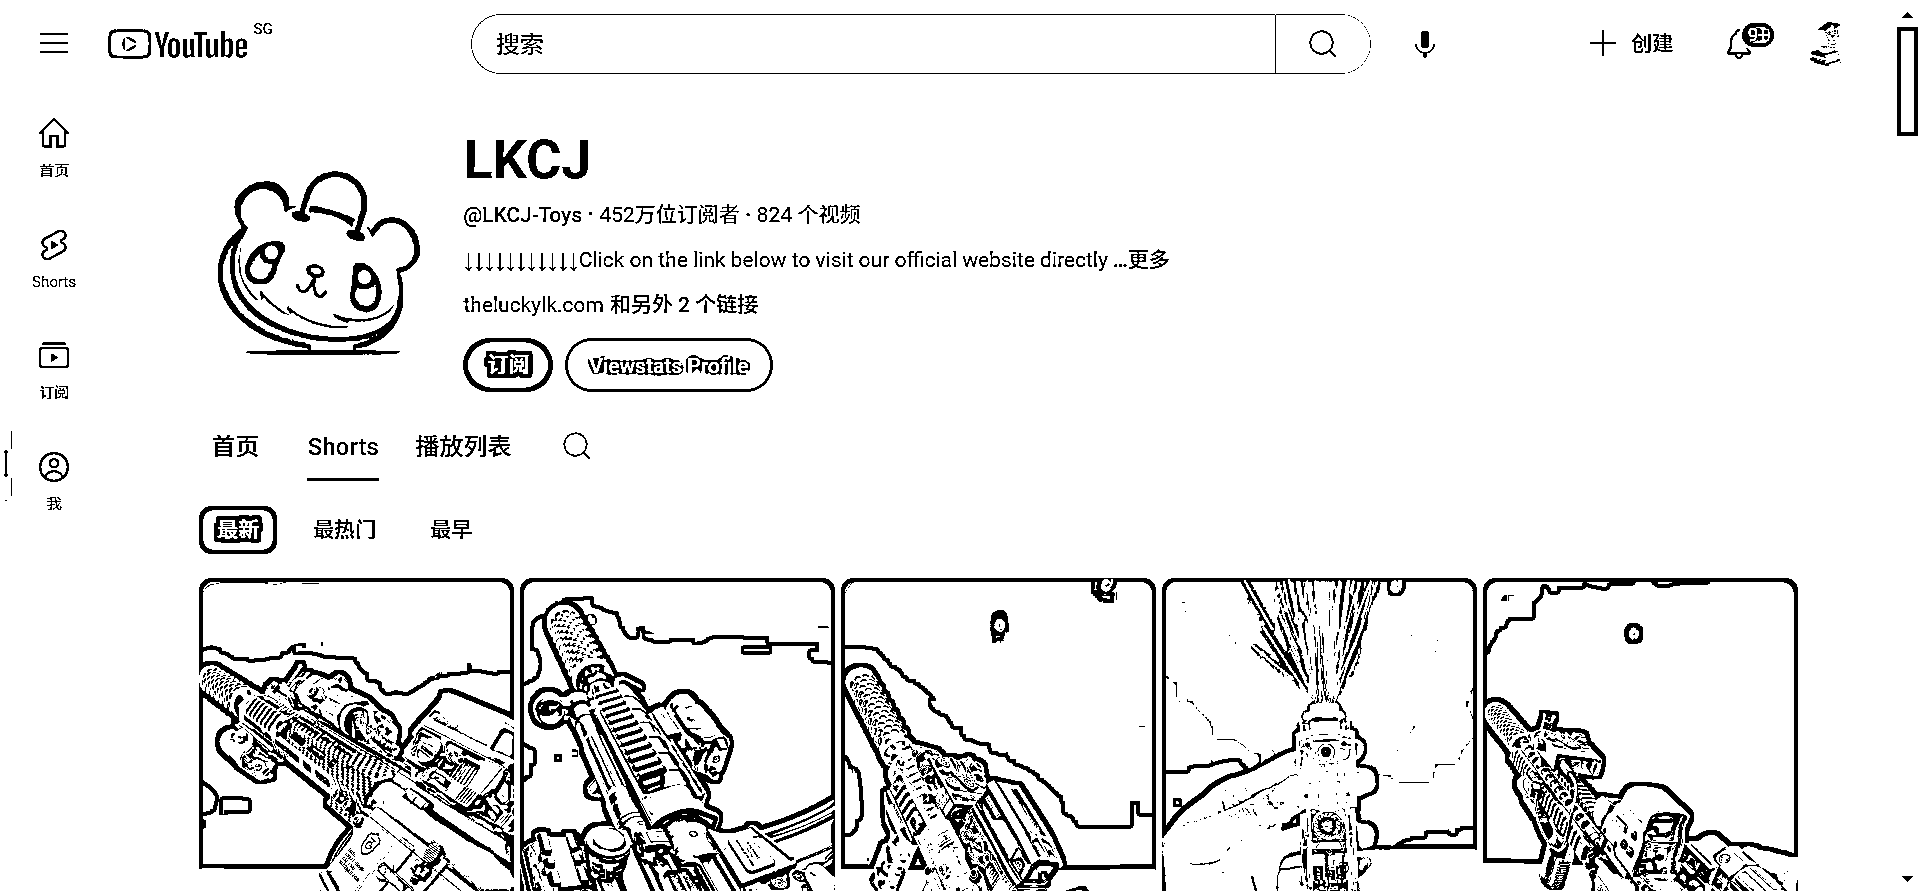 YouTube SG
搜索
创建
9+
首页
Shorts
订阅
我
LKCJ
@LKCJ-Toys · 452万位订阅者 · 824 个视频
↓↓↓↓↓↓↓↓↓↓↓Click on the link below to visit our official website directly ...更多
theluckylk.com 和另外 2 个链接
订阅 Viewstats Profile
首页 Shorts 播放列表
最新 最热门 最早